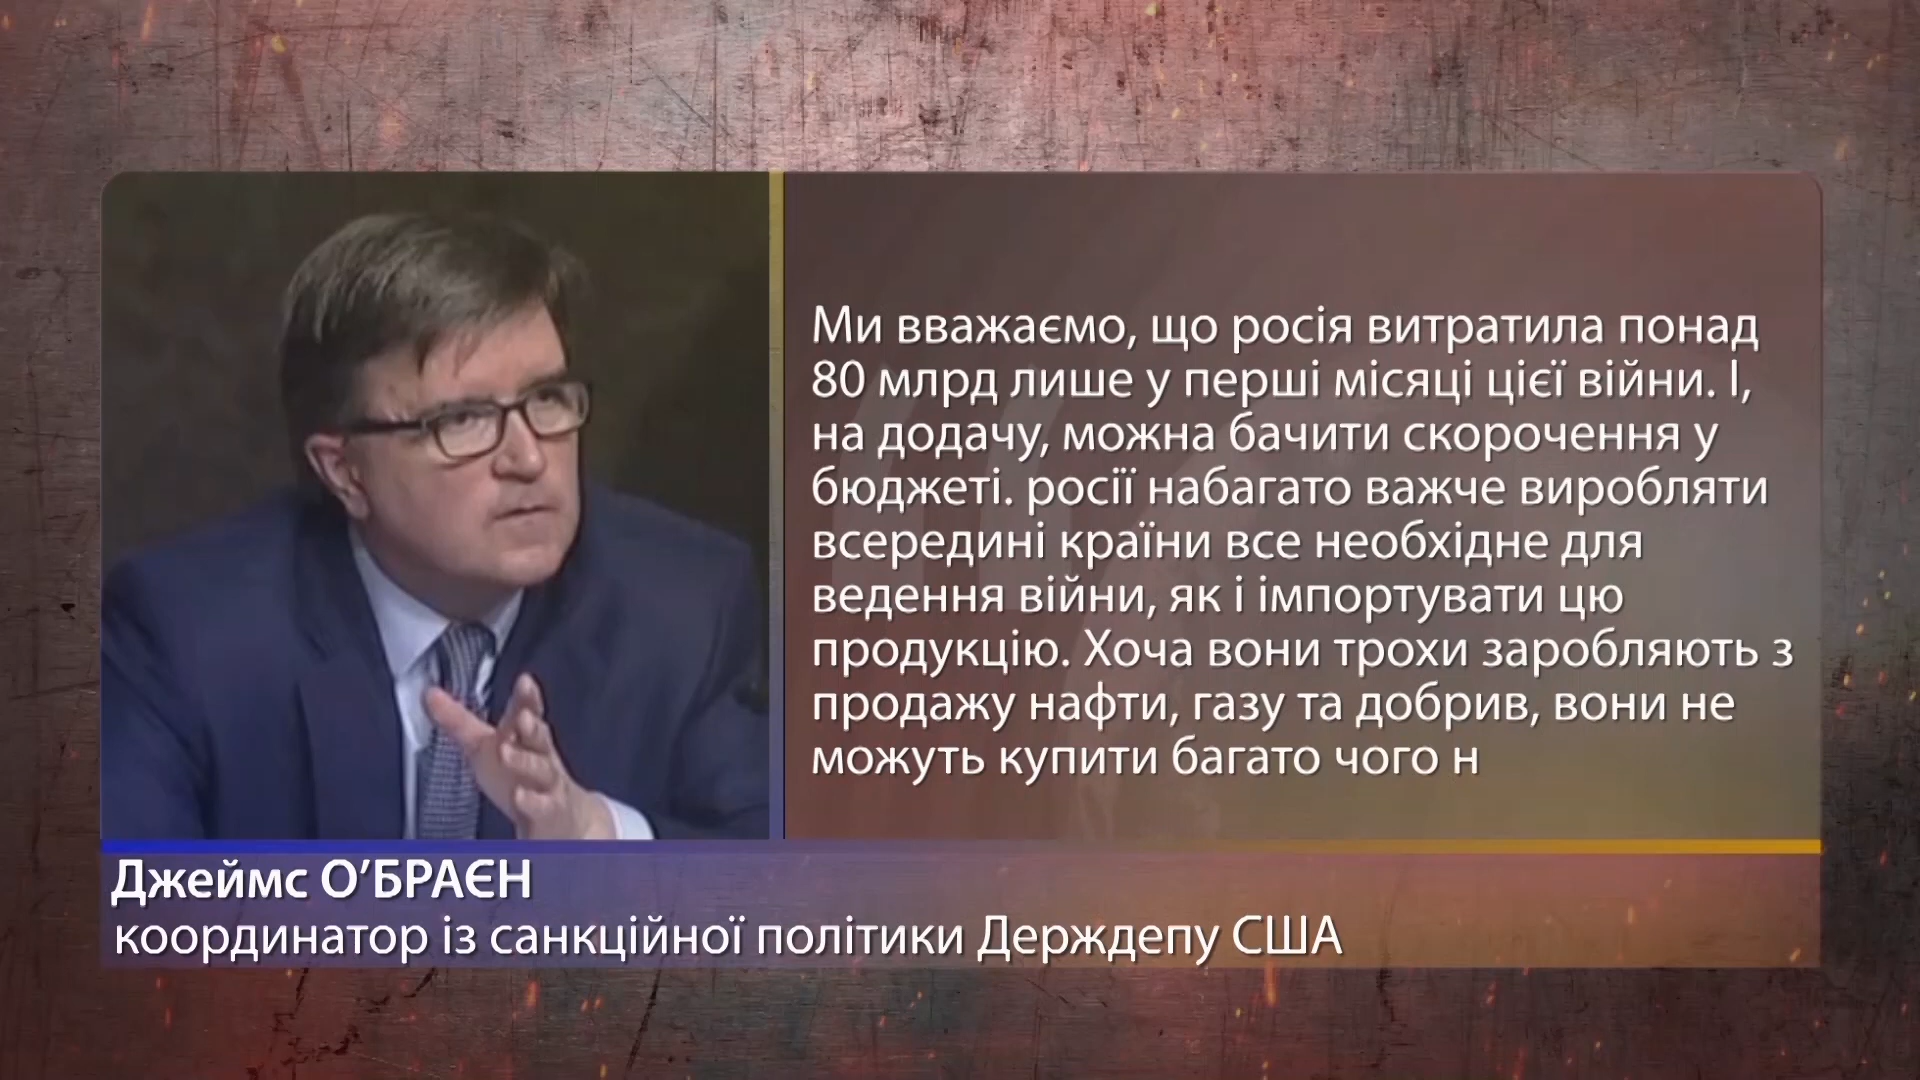 Ми вважаємо, що росія витратила понад
80 млрд лише у перші місяці цієї війни. І,
на додачу, можна бачити скорочення у
бюджеті. росії набагато важче виробляти
всередині країни все необхідне для
ведення війни, як і імпортувати цю
продукцію. Хоча вони трохи заробляють з
продажу нафти, газу та добрив, вони не
можуть купити багато чого н
Джеймс О’БРАЄН
координатор із санкційної політики Держдепу США